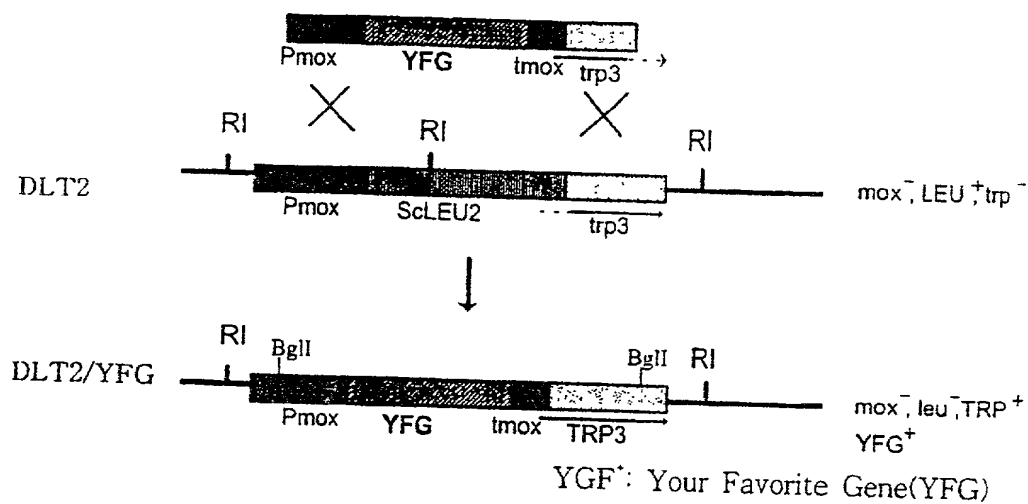 Pmox YFG tmox trp3
RI RI RI
DLT2 mox⁻, LEU⁺trp⁻
Pmox ScLEU2 trp3
RI BglI BglI RI
DLT2/YFG mox⁻, leu⁻,TRP⁺
Pmox YFG tmox TRP3 YFG⁺
YGF⁺: Your Favorite Gene(YFG)